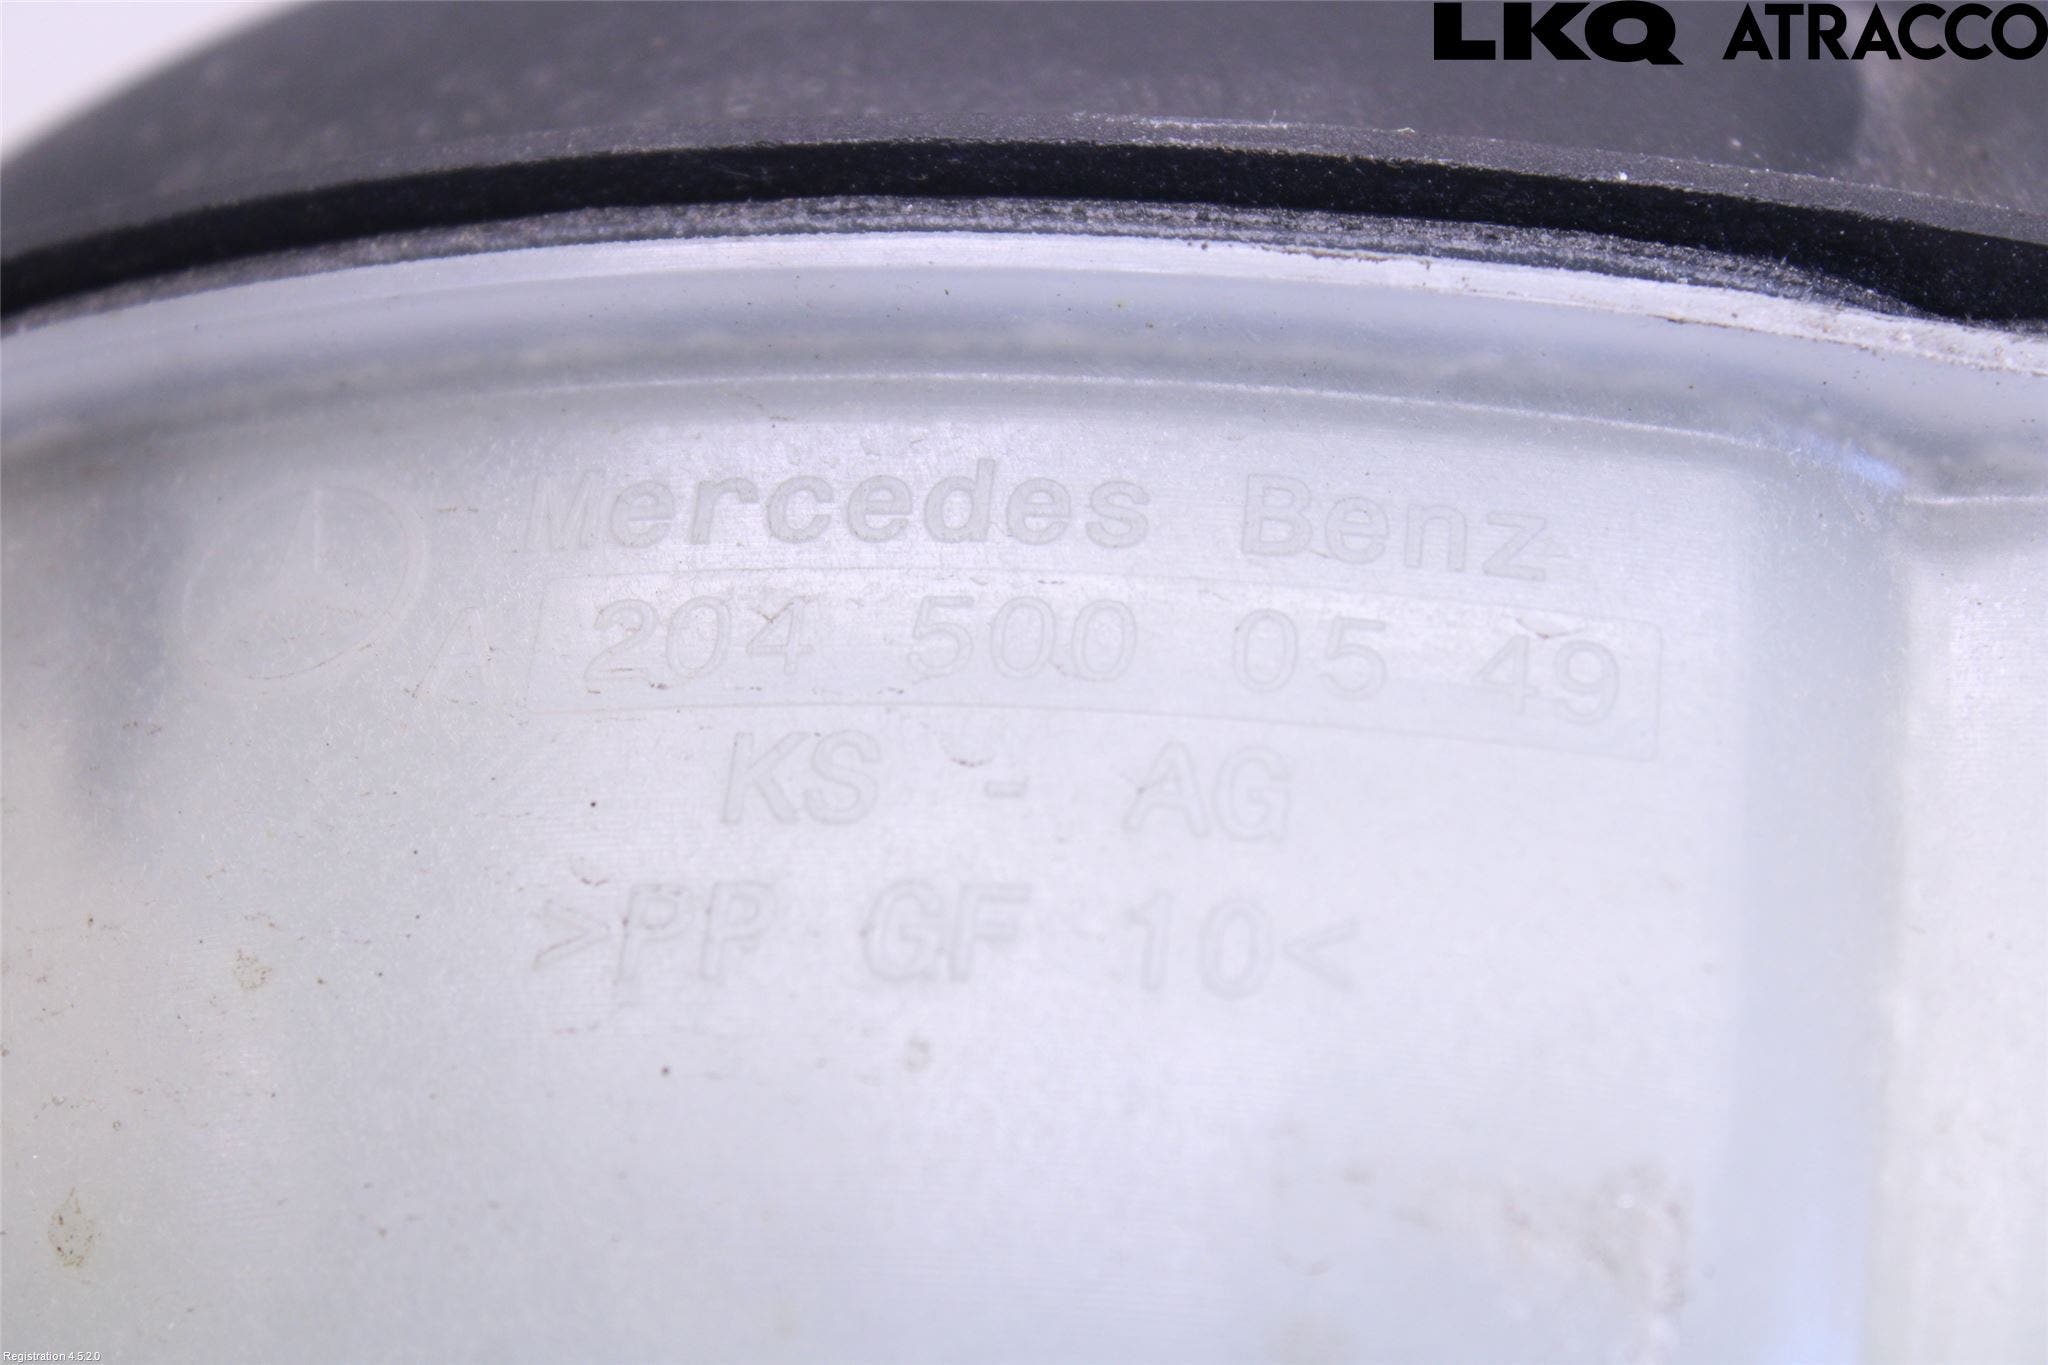 LKQ ATRACCO
Mercedes Benz
A 204 500 05 49
KS - AG
>PP GF 10<
Registration 4.5.2.0